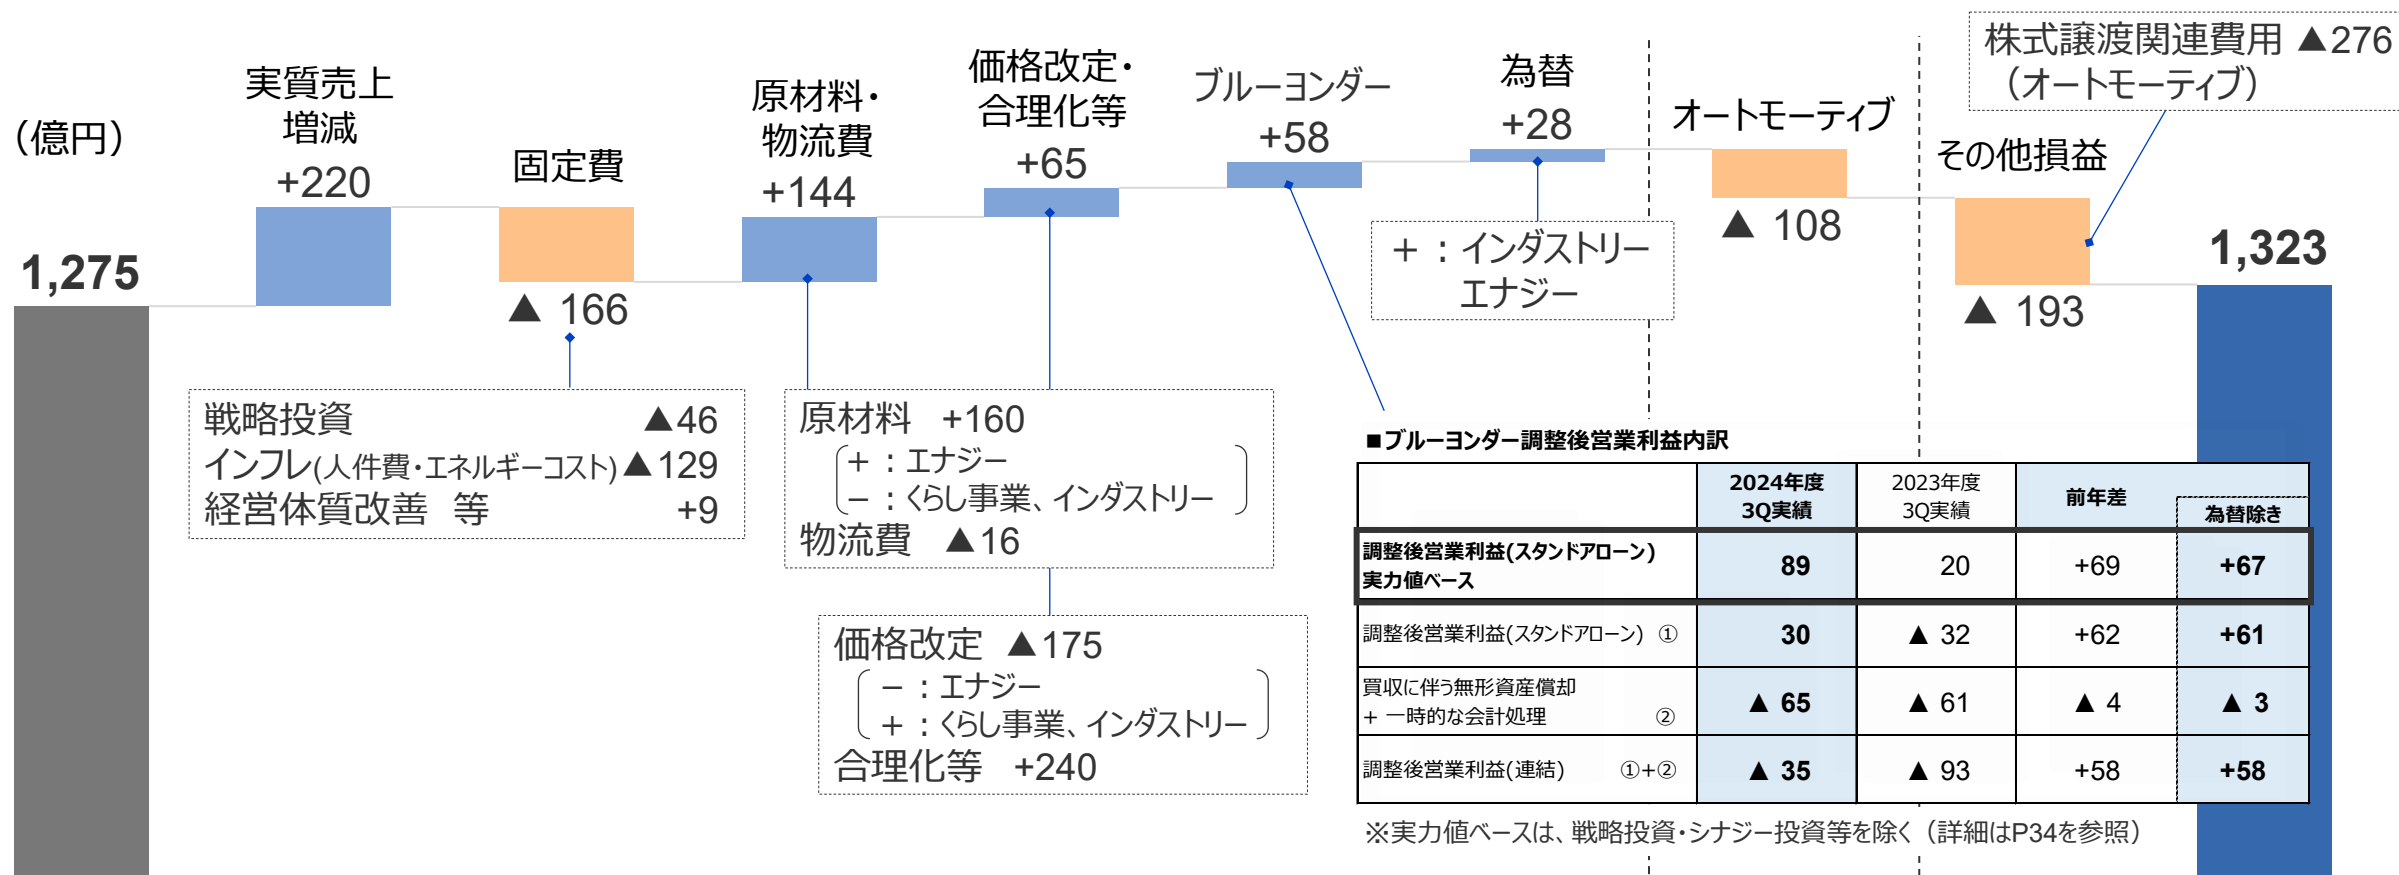 （億円）
1,275
実質売上
増減
+220
固定費
▲ 166
原材料・
物流費
+144
価格改定・
合理化等
+65
ブルーヨンダー
+58
為替
+28
オートモーティブ
▲ 108
その他損益
▲ 193
株式譲渡関連費用 ▲276
（オートモーティブ）
1,323
＋：インダストリー
エナジー
戦略投資 ▲46
インフレ(人件費・エネルギーコスト) ▲129
経営体質改善 等 +9
原材料 +160
＋：エナジー
－：くらし事業、インダストリー
物流費 ▲16
価格改定 ▲175
－：エナジー
＋：くらし事業、インダストリー
合理化等 +240
■ブルーヨンダー調整後営業利益内訳
2024年度
3Q実績
2023年度
3Q実績
前年差
為替除き
調整後営業利益(スタンドアローン)
実力値ベース
89 20 +69 +67
調整後営業利益(スタンドアローン) ① 30 ▲ 32 +62 +61
買収に伴う無形資産償却
+ 一時的な会計処理 ②
▲ 65 ▲ 61 ▲ 4 ▲ 3
調整後営業利益(連結) ①+② ▲ 35 ▲ 93 +58 +58
※実力値ベースは、戦略投資・シナジー投資等を除く（詳細はP34を参照）